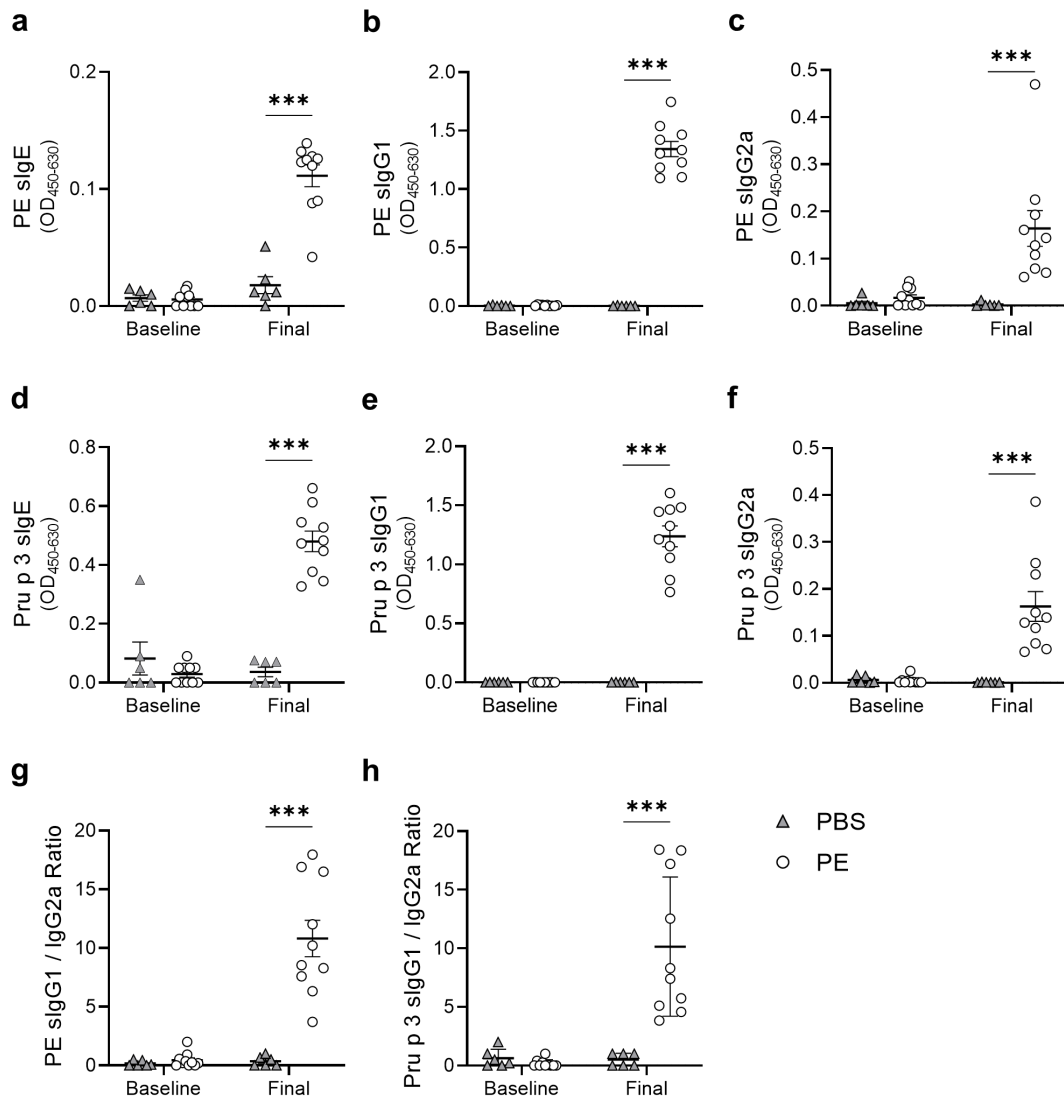 a
PE sIgE
(OD450-630)
0.2
0.1
0.0
***
Baseline
Final
b
PE sIgG1
(OD450-630)
2.0
1.5
1.0
0.5
0.0
***
Baseline
Final
c
PE sIgG2a
(OD450-630)
0.5
0.4
0.3
0.2
0.1
0.0
***
Baseline
Final
d
Pru p 3 sIgE
(OD450-630)
0.8
0.6
0.4
0.2
0.0
***
Baseline
Final
e
Pru p 3 sIgG1
(OD450-630)
2.0
1.5
1.0
0.5
0.0
***
Baseline
Final
f
Pru p 3 sIgG2a
(OD450-630)
0.5
0.4
0.3
0.2
0.1
0.0
***
Baseline
Final
g
PE sIgG1 / IgG2a Ratio
20
15
10
5
0
***
Baseline
Final
h
Pru p 3 sIgG1 / IgG2a Ratio
20
15
10
5
0
***
Baseline
Final
PBS
PE